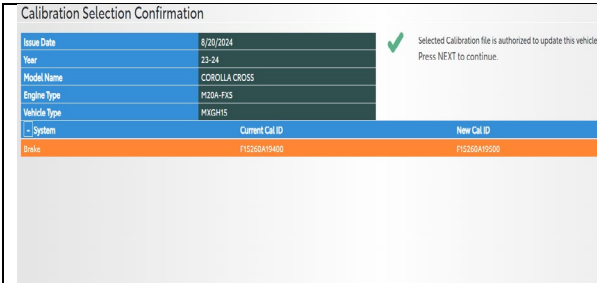 Calibration Selection Confirmation
Issue Date 8/20/2024
Year 23-24
Model Name COROLLA CROSS
Engine Type M20A-FXS
Vehicle Type MXGH15
Selected Calibration file is authorized to update this vehicle
Press NEXT to continue.
- System Current Cal ID New Cal ID
Brake F15260A19400 F15260A19500